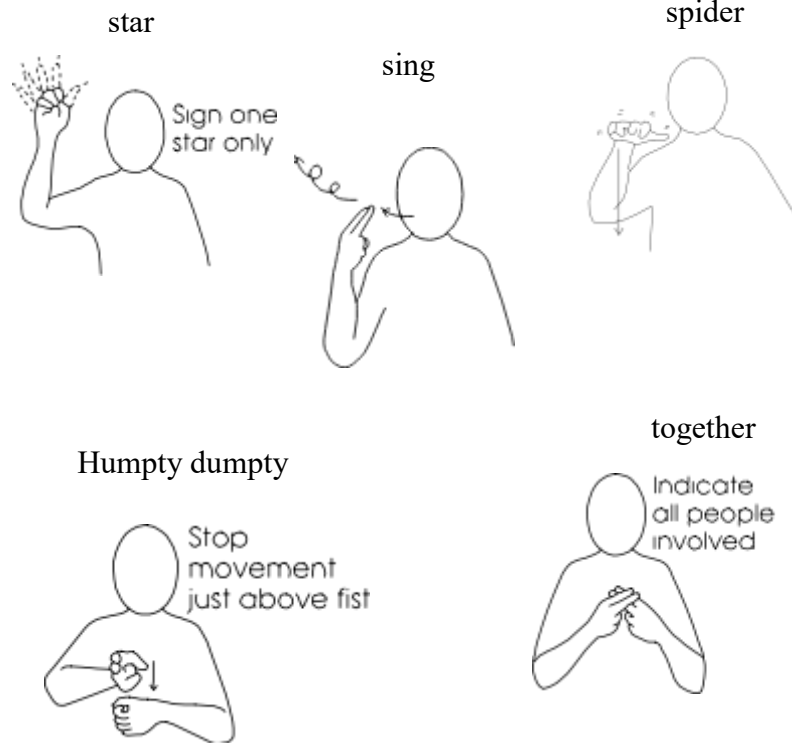 star
Sign one
star only
sing
spider
Humpty dumpty
Stop
movement
just above fist
together
Indicate
all people
involved